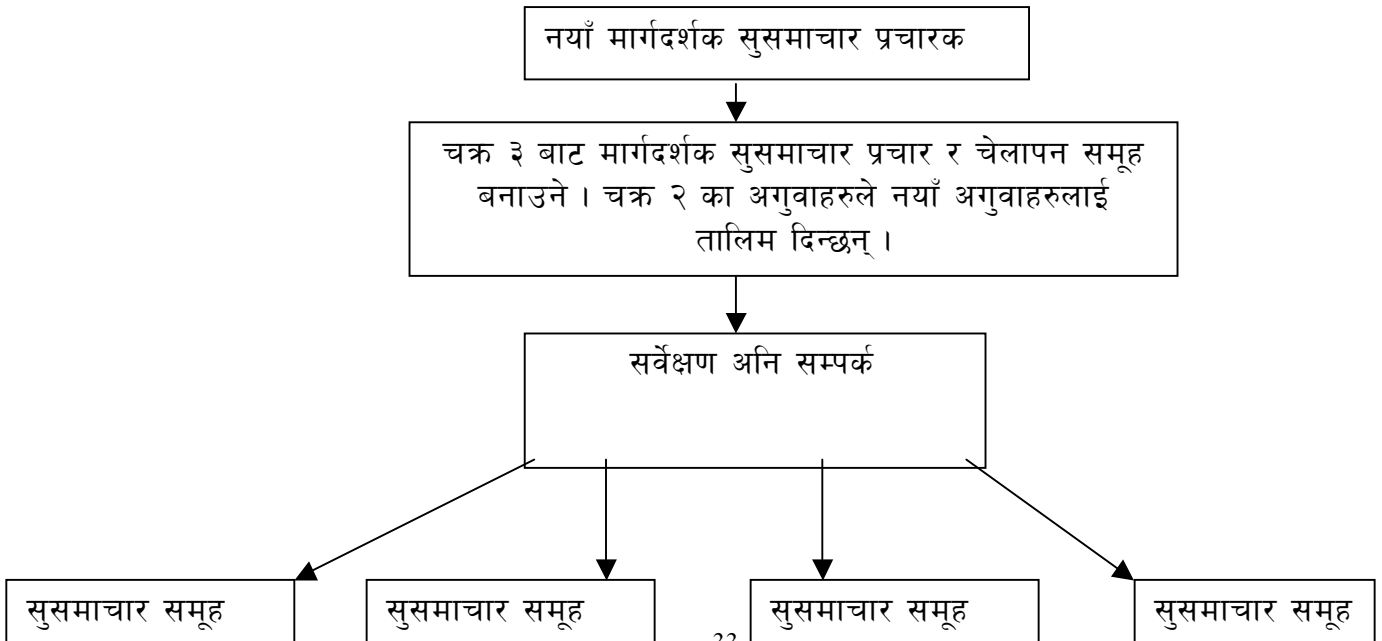 नयाँ मार्गदर्शक सुसमाचार प्रचारक
चक्र ३ बाट मार्गदर्शक सुसमाचार प्रचार र चेलापन समूह
बनाउने । चक्र २ का अगुवाहरुले नयाँ अगुवाहरुलाई
तालिम दिन्छन् ।
सर्वेक्षण अनि सम्पर्क
सुसमाचार समूह सुसमाचार समूह सुसमाचार समूह सुसमाचार समूह